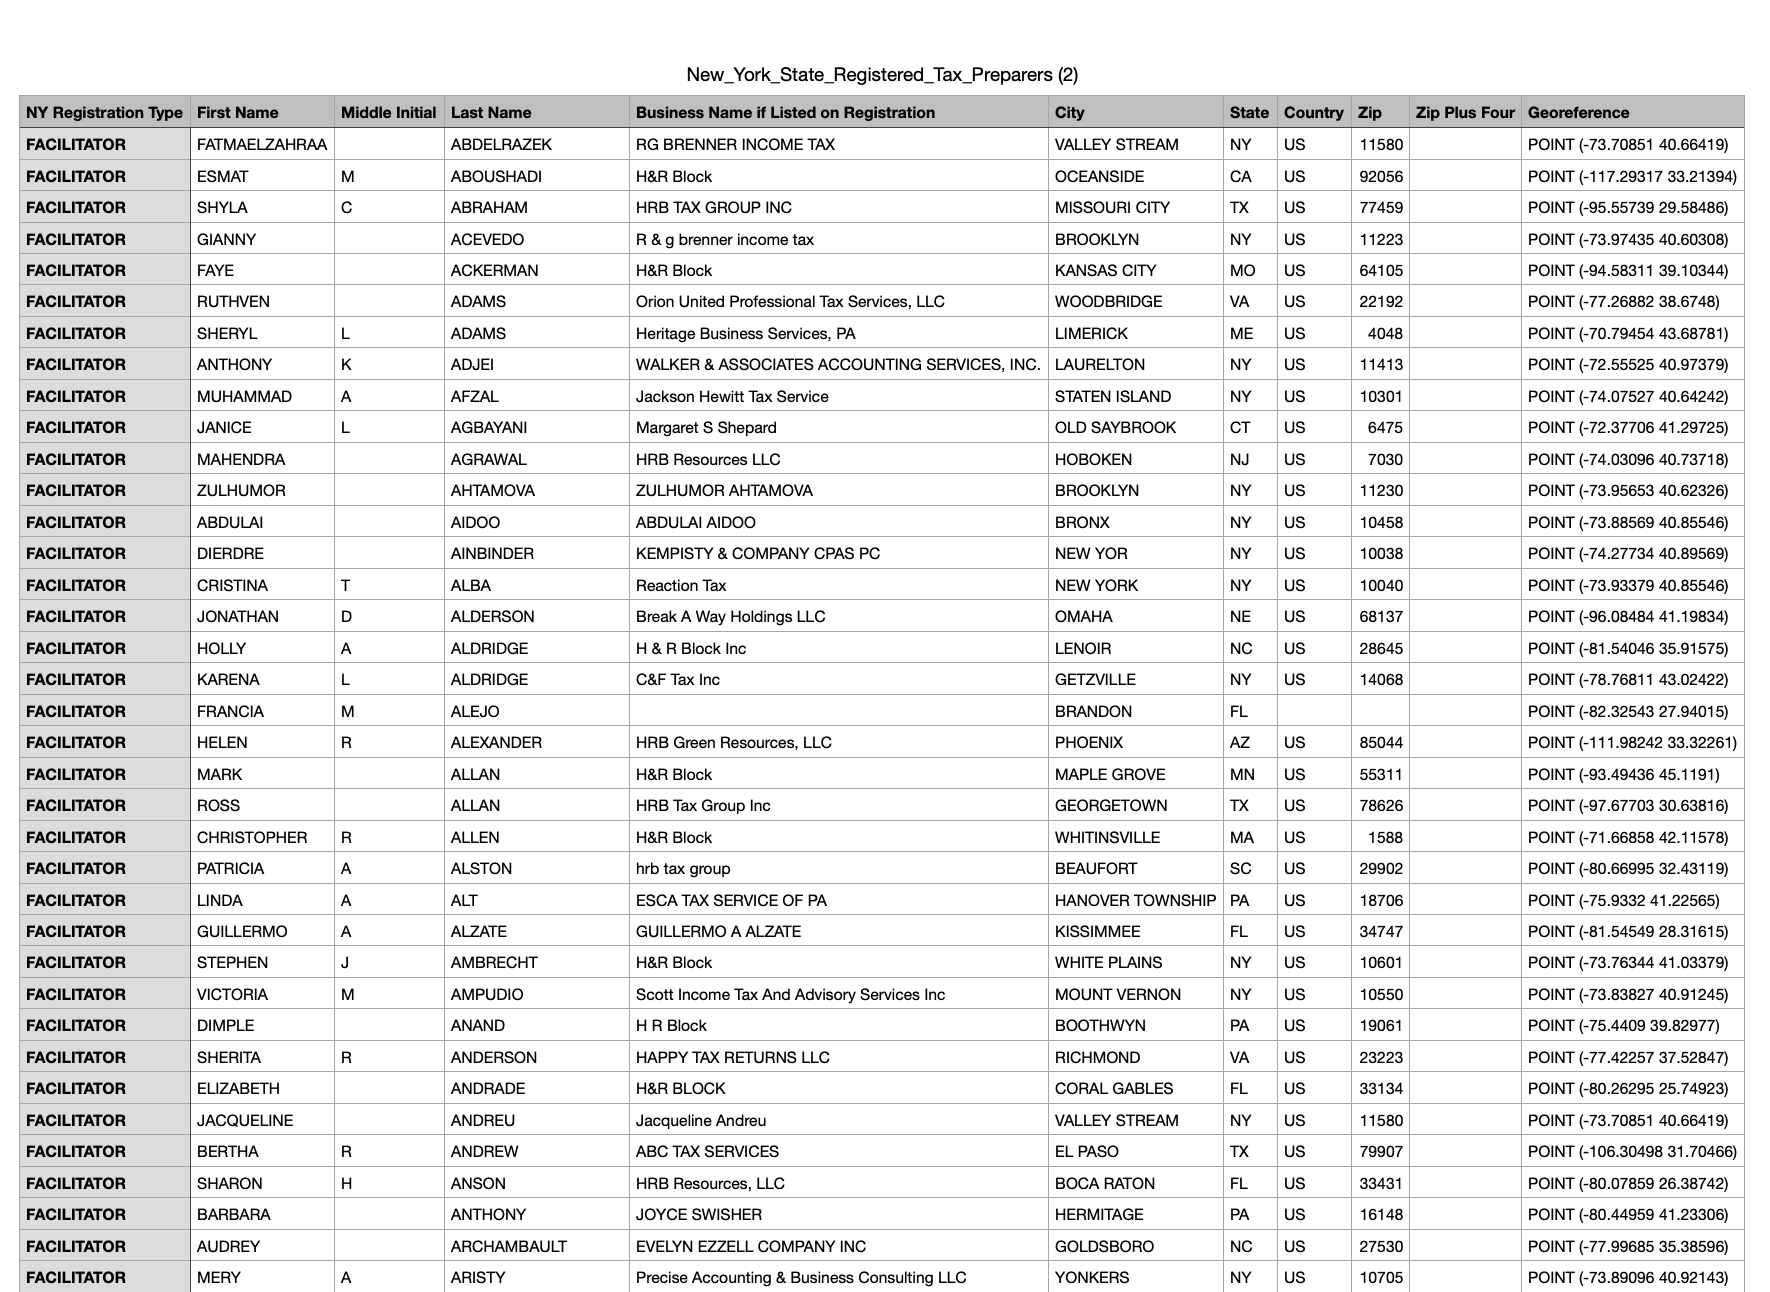 New_York_State_Registered_Tax_Preparers (2)
NY Registration Type First Name Middle Initial Last Name Business Name if Listed on Registration City State Country Zip Zip Plus Four Georeference
FACILITATOR FATMAELZAHRAA ABDELRAZEK RG BRENNER INCOME TAX VALLEY STREAM NY US 11580 POINT (-73.70851 40.66419)
FACILITATOR ESMAT M ABOUSHADI H&R Block OCEANSIDE CA US 92056 POINT (-117.29317 33.21394)
FACILITATOR SHYLA C ABRAHAM HRB TAX GROUP INC MISSOURI CITY TX US 77459 POINT (-95.55739 29.58486)
FACILITATOR GIANNY ACEVEDO R & g brenner income tax BROOKLYN NY US 11223 POINT (-73.97435 40.60308)
FACILITATOR FAYE ACKERMAN H&R Block KANSAS CITY MO US 64105 POINT (-94.58311 39.10344)
FACILITATOR RUTHVEN ADAMS Orion United Professional Tax Services, LLC WOODBRIDGE VA US 22192 POINT (-77.26882 38.6748)
FACILITATOR SHERYL L ADAMS Heritage Business Services, PA LIMERICK ME US 4048 POINT (-70.79454 43.68781)
FACILITATOR ANTHONY K ADJEI WALKER & ASSOCIATES ACCOUNTING SERVICES, INC. LAURELTON NY US 11413 POINT (-72.55525 40.97379)
FACILITATOR MUHAMMAD A AFZAL Jackson Hewitt Tax Service STATEN ISLAND NY US 10301 POINT (-74.07527 40.64242)
FACILITATOR JANICE L AGBAYANI Margaret S Shepard OLD SAYBROOK CT US 6475 POINT (-72.37706 41.29725)
FACILITATOR MAHENDRA AGRAWAL HRB Resources LLC HOBOKEN NJ US 7030 POINT (-74.03096 40.73718)
FACILITATOR ZULHUMOR AHTAMOVA ZULHUMOR AHTAMOVA BROOKLYN NY US 11230 POINT (-73.95653 40.62326)
FACILITATOR ABDULAI AIDOO ABDULAI AIDOO BRONX NY US 10458 POINT (-73.88569 40.85546)
FACILITATOR DIERDRE AINBINDER KEMPISTY & COMPANY CPAS PC NEW YOR NY US 10038 POINT (-74.27734 40.89569)
FACILITATOR CRISTINA T ALBA Reaction Tax NEW YORK NY US 10040 POINT (-73.93379 40.85546)
FACILITATOR JONATHAN D ALDERSON Break A Way Holdings LLC OMAHA NE US 68137 POINT (-96.08484 41.19834)
FACILITATOR HOLLY A ALDRIDGE H & R Block Inc LENOIR NC US 28645 POINT (-81.54046 35.91575)
FACILITATOR KARENA L ALDRIDGE C&F Tax Inc GETZVILLE NY US 14068 POINT (-78.76811 43.02422)
FACILITATOR FRANCIA M ALEJO BRANDON FL POINT (-82.32543 27.94015)
FACILITATOR HELEN R ALEXANDER HRB Green Resources, LLC PHOENIX AZ US 85044 POINT (-111.98242 33.32261)
FACILITATOR MARK ALLAN H&R Block MAPLE GROVE MN US 55311 POINT (-93.49436 45.1191)
FACILITATOR ROSS ALLAN HRB Tax Group Inc GEORGETOWN TX US 78626 POINT (-97.67703 30.63816)
FACILITATOR CHRISTOPHER R ALLEN H&R Block WHITINSVILLE MA US 1588 POINT (-71.66858 42.11578)
FACILITATOR PATRICIA A ALSTON hrb tax group BEAUFORT SC US 29902 POINT (-80.66995 32.43119)
FACILITATOR LINDA A ALT ESCA TAX SERVICE OF PA HANOVER TOWNSHIP PA US 18706 POINT (-75.9332 41.22565)
FACILITATOR GUILLERMO A ALZATE GUILLERMO A ALZATE KISSIMMEE FL US 34747 POINT (-81.54549 28.31615)
FACILITATOR STEPHEN J AMBRECHT H&R Block WHITE PLAINS NY US 10601 POINT (-73.76344 41.03379)
FACILITATOR VICTORIA M AMPUDIO Scott Income Tax And Advisory Services Inc MOUNT VERNON NY US 10550 POINT (-73.83827 40.91245)
FACILITATOR DIMPLE ANAND H R Block BOOTHWYN PA US 19061 POINT (-75.4409 39.82977)
FACILITATOR SHERITA R ANDERSON HAPPY TAX RETURNS LLC RICHMOND VA US 23223 POINT (-77.42257 37.52847)
FACILITATOR ELIZABETH ANDRADE H&R BLOCK CORAL GABLES FL US 33134 POINT (-80.26295 25.74923)
FACILITATOR JACQUELINE ANDREU Jacqueline Andreu VALLEY STREAM NY US 11580 POINT (-73.70851 40.66419)
FACILITATOR BERTHA R ANDREW ABC TAX SERVICES EL PASO TX US 79907 POINT (-106.30498 31.70466)
FACILITATOR SHARON H ANSON HRB Resources, LLC BOCA RATON FL US 33431 POINT (-80.07859 26.38742)
FACILITATOR BARBARA ANTHONY JOYCE SWISHER HERMITAGE PA US 16148 POINT (-80.44959 41.23306)
FACILITATOR AUDREY ARCHAMBAULT EVELYN EZZELL COMPANY INC GOLDSBORO NC US 27530 POINT (-77.99685 35.38596)
FACILITATOR MERY A ARISTY Precise Accounting & Business Consulting LLC YONKERS NY US 10705 POINT (-73.89096 40.92143)